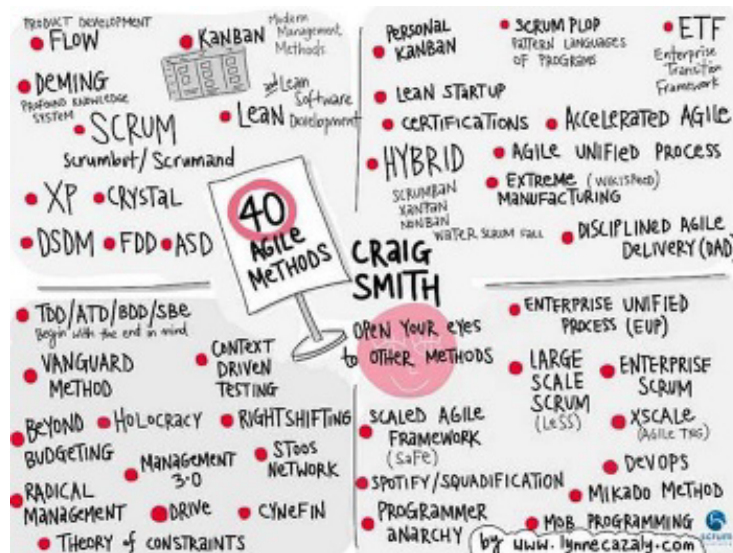 PRODUCT DEVELOPMENT
FLOW
KANBAN
Modern
Management
Methods
DEMING
PROFOUND KNOWLEDGE
SYSTEM
and Lean
Software
Development
LEAN
SCRUM
Scrumbut/Scrumand
XP
CRYSTAL
DSDM
FDD
ASD
PERSONAL
KANBAN
SCRUM PLOP
PATTERN LANGUAGES
OF PROGRAMS
ETF
Enterprise
Transition
Framework
LEAN STARTUP
CERTIFICATIONS
ACCELERATED AGILE
HYBRID
SCRUMBAN
XANPAN
NONBAN
WATER SCRUM FALL
AGILE UNIFIED PROCESS
EXTREME (WIKISPEED)
MANUFACTURING
DISCIPLINED AGILE
DELIVERY (DAD)
40
AGILE
METHODS
CRAIG
SMITH
OPEN YOUR EYES
to OTHER METHODS
TDD/ATD/BDD/SBE
Begin with the end in mind
VANGUARD
METHOD
CONTEXT
DRIVEN
TESTING
BEYOND
BUDGETING
HOLOCRACY
RIGHTSHIFTING
MANAGEMENT
3.0
STOOS
NETWORK
RADICAL
MANAGEMENT
DRIVE
CYNEFIN
THEORY of CONSTRAINTS
ENTERPRISE UNIFIED
PROCESS (EUP)
LARGE
SCALE
SCRUM
(LeSS)
ENTERPRISE
SCRUM
XSCALE
(AGILE TNG)
SCALED AGILE
FRAMEWORK
(SAFe)
DEVOPS
SPOTIFY/SQUADIFICATION
MIKADO METHOD
PROGRAMMER
ANARCHY
MOB PROGRAMMING
by www.lynnecazaly.com
scrum